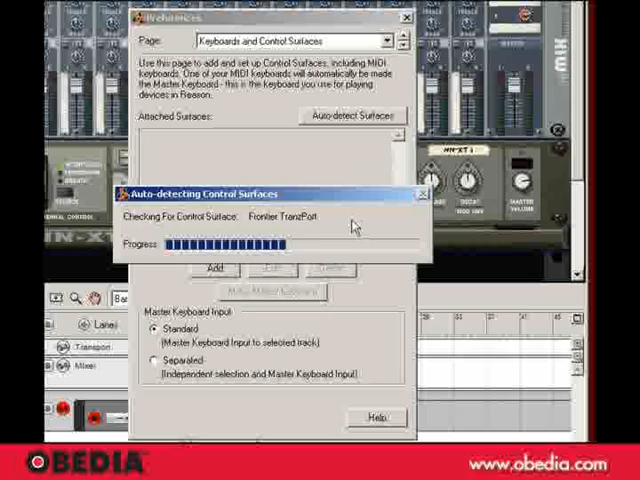 Preferences
Page:
Keyboards and Control Surfaces
Use this page to add and set up Control Surfaces, including MIDI
keyboards. One of your MIDI keyboards will automatically be made
the Master Keyboard - this is the keyboard you use for playing
devices in Reason.
Attached Surfaces:
Auto-detect Surfaces
Auto-detecting Control Surfaces
Checking For Control Surface: Frontier TranzPort
Progress
Add
Master Keyboard Input
Standard
(Master Keyboard Input to selected track)
Separated
(Independent selection and Master Keyboard Input)
Help
Lanes
Transport
Mixer
MASTER
VOLUME
OBEDIA
www.obedia.com